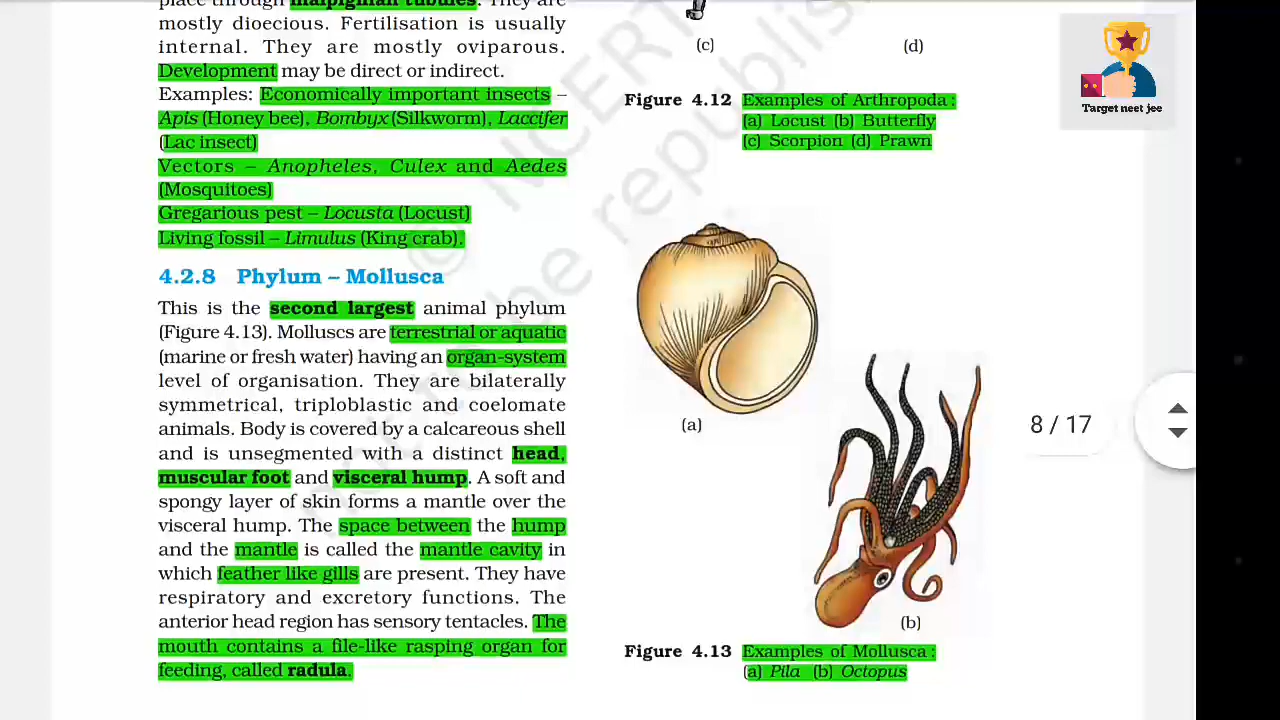 place through malpighian tubules. They are
mostly dioecious. Fertilisation is usually
internal. They are mostly oviparous.
Development may be direct or indirect.
Examples: Economically important insects –
Apis (Honey bee), Bombyx (Silkworm), Laccifer
(Lac insect)
Vectors – Anopheles, Culex and Aedes
(Mosquitoes)
Gregarious pest – Locusta (Locust)
Living fossil – Limulus (King crab).
4.2.8 Phylum – Mollusca
This is the second largest animal phylum
(Figure 4.13). Molluscs are terrestrial or aquatic
(marine or fresh water) having an organ-system
level of organisation. They are bilaterally
symmetrical, triploblastic and coelomate
animals. Body is covered by a calcareous shell
and is unsegmented with a distinct head,
muscular foot and visceral hump. A soft and
spongy layer of skin forms a mantle over the
visceral hump. The space between the hump
and the mantle is called the mantle cavity in
which feather like gills are present. They have
respiratory and excretory functions. The
anterior head region has sensory tentacles. The
mouth contains a file-like rasping organ for
feeding, called radula.
(c) (d)
Figure 4.12 Examples of Arthropoda :
(a) Locust (b) Butterfly
(c) Scorpion (d) Prawn
(a)
(b)
Figure 4.13 Examples of Mollusca :
(a) Pila (b) Octopus
Target neet jee
8 / 17
© NCERT
not to be republis